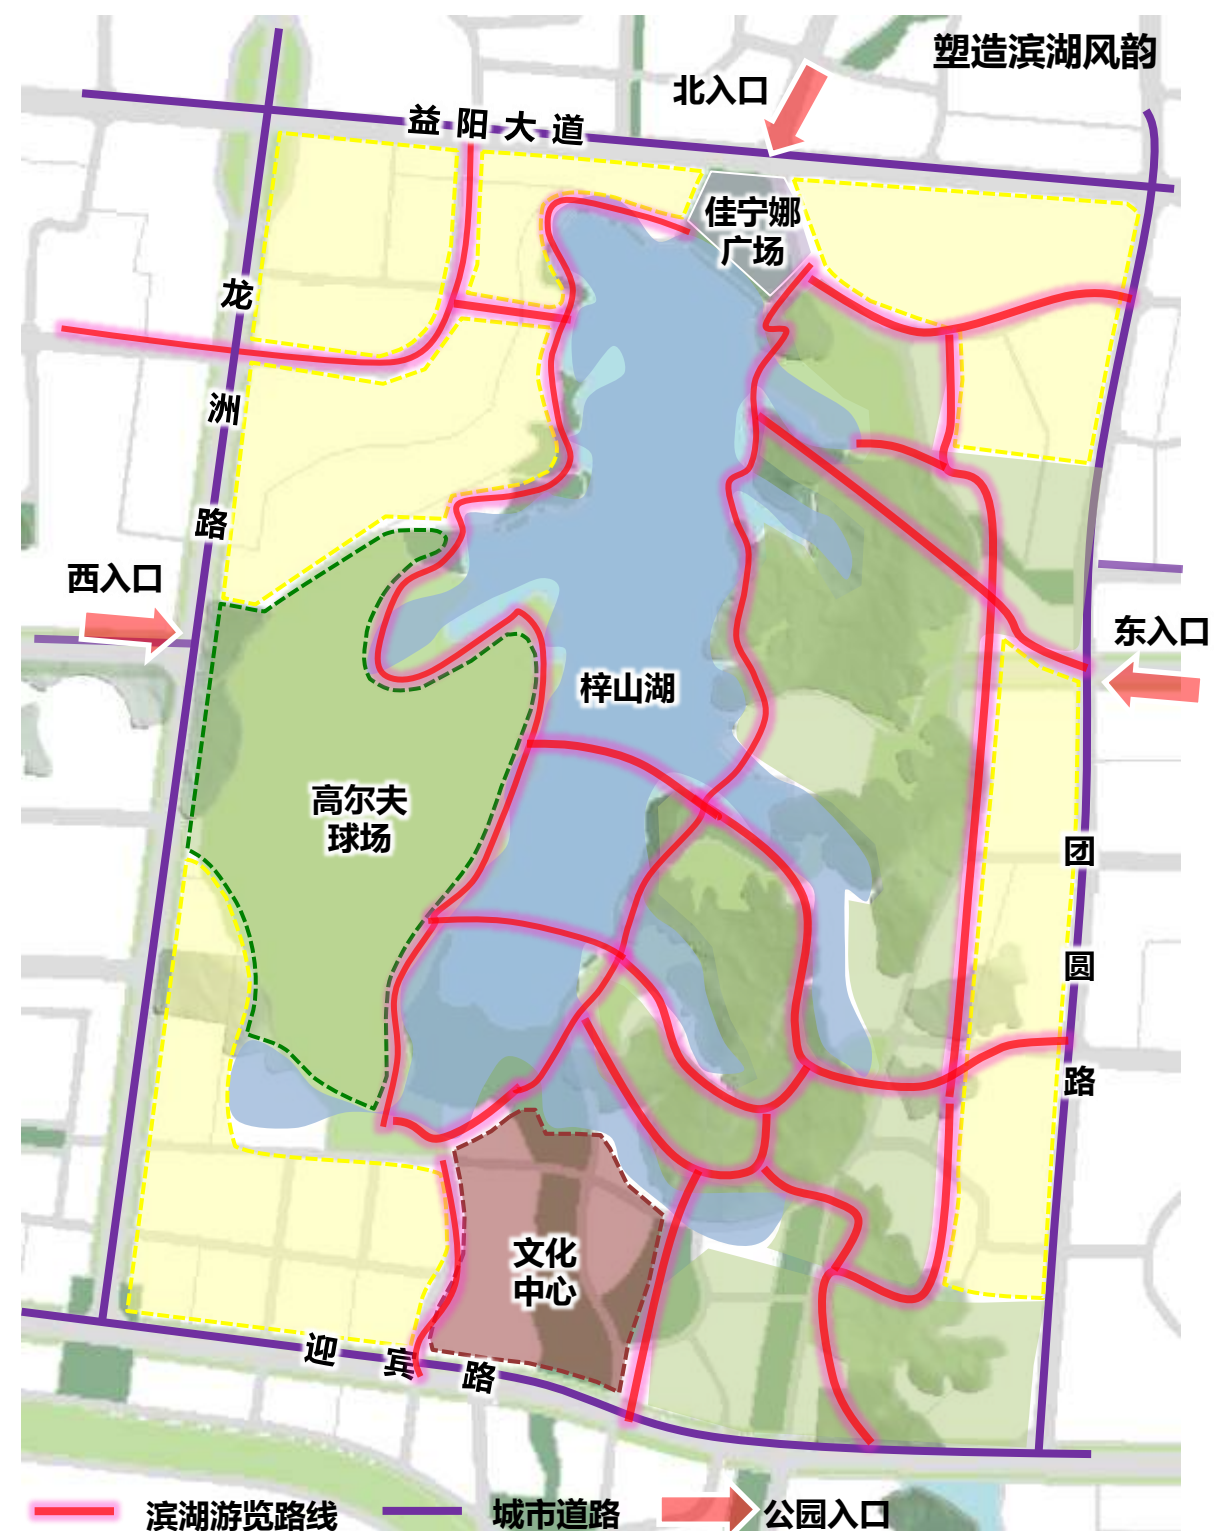 塑造滨湖风韵
北入口
益阳大道
佳宁娜
广场
龙洲路
西入口
东入口
梓山湖
高尔夫
球场
团圆路
文化
中心
迎宾路
滨湖游览路线
城市道路
公园入口